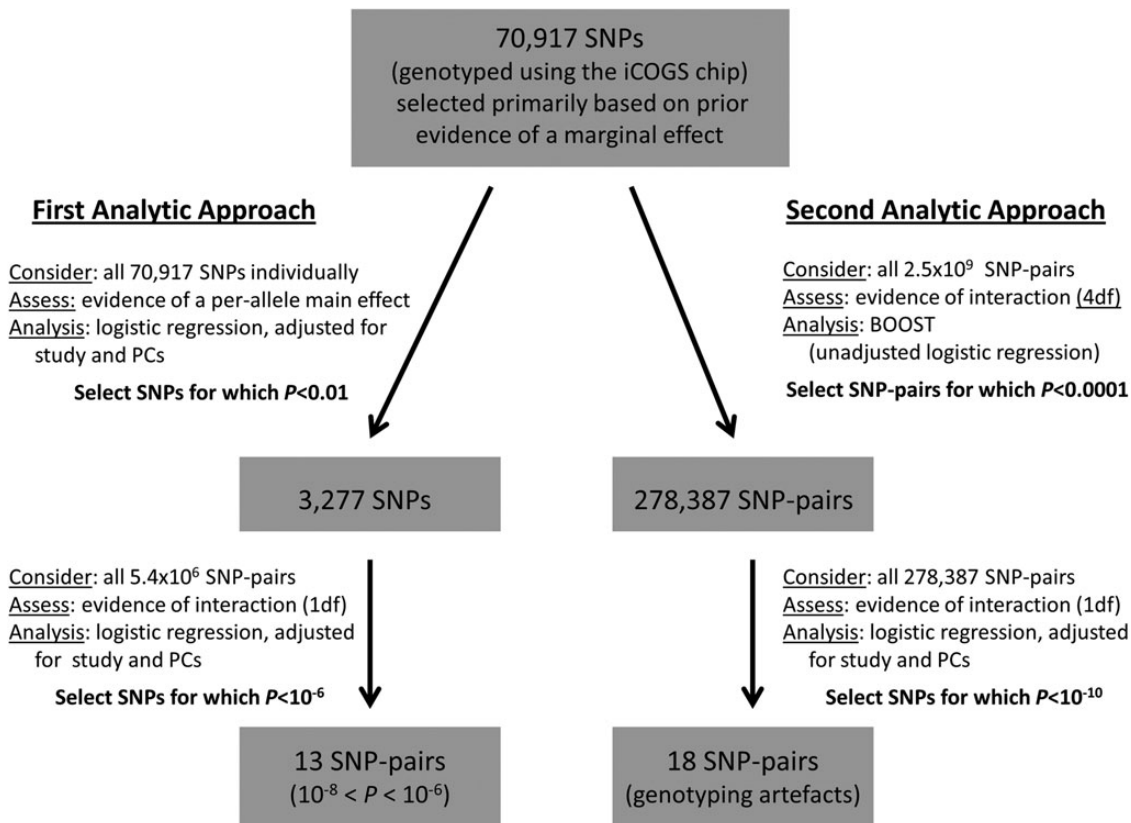 70,917 SNPs
(genotyped using the iCOGS chip)
selected primarily based on prior
evidence of a marginal effect
First Analytic Approach
Consider: all 70,917 SNPs individually
Assess: evidence of a per-allele main effect
Analysis: logistic regression, adjusted for
study and PCs
Select SNPs for which P<0.01
Second Analytic Approach
Consider: all 2.5x10⁹ SNP-pairs
Assess: evidence of interaction (4df)
Analysis: BOOST
(unadjusted logistic regression)
Select SNP-pairs for which P<0.0001
3,277 SNPs
278,387 SNP-pairs
Consider: all 5.4x10⁶ SNP-pairs
Assess: evidence of interaction (1df)
Analysis: logistic regression, adjusted
for study and PCs
Select SNPs for which P<10⁻⁶
Consider: all 278,387 SNP-pairs
Assess: evidence of interaction (1df)
Analysis: logistic regression, adjusted
for study and PCs
Select SNPs for which P<10⁻¹⁰
13 SNP-pairs
(10⁻⁸ < P < 10⁻⁶)
18 SNP-pairs
(genotyping artefacts)